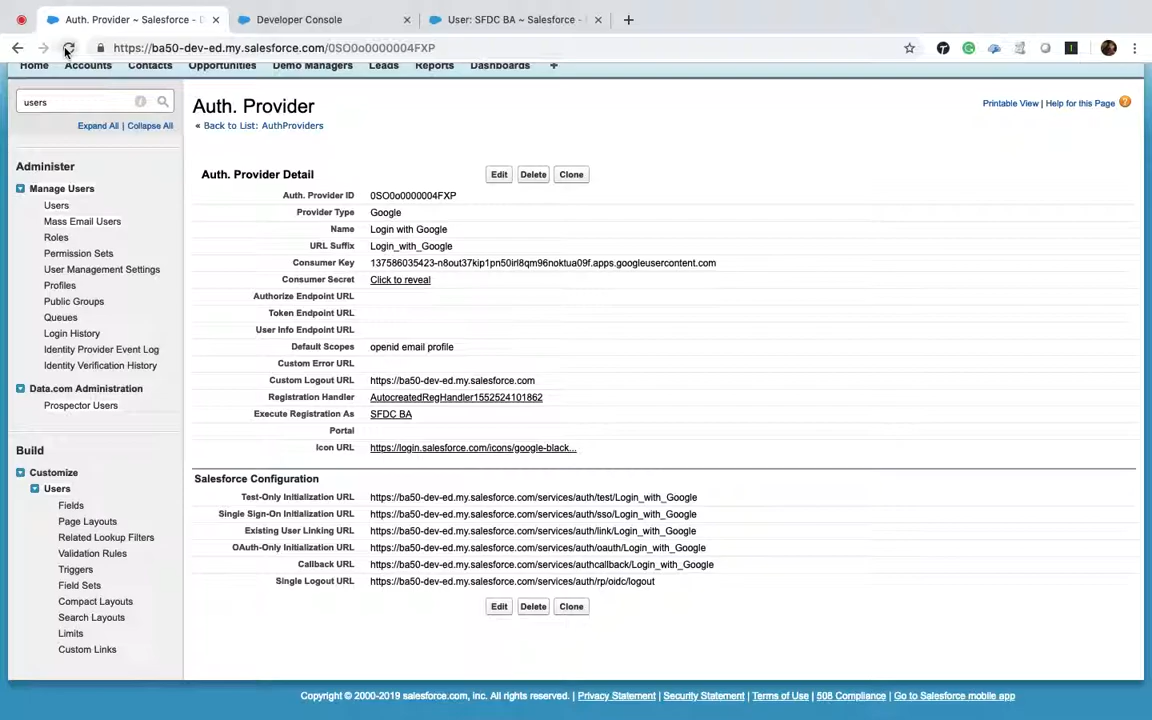 Auth. Provider ~ Salesforce - D
Developer Console
User: SFDC BA ~ Salesforce -
https://ba50-dev-ed.my.salesforce.com/0SO0o0000004FXP
Home Accounts Contacts Opportunities Demo Managers Leads Reports Dashboards +
users
Expand All | Collapse All
Administer
Manage Users
Users
Mass Email Users
Roles
Permission Sets
User Management Settings
Profiles
Public Groups
Queues
Login History
Identity Provider Event Log
Identity Verification History
Data.com Administration
Prospector Users
Build
Customize
Users
Fields
Page Layouts
Related Lookup Filters
Validation Rules
Triggers
Field Sets
Compact Layouts
Search Layouts
Limits
Custom Links
Auth. Provider
« Back to List: AuthProviders
Printable View | Help for this Page ?
Auth. Provider Detail Edit Delete Clone
Auth. Provider ID 0SO0o0000004FXP
Provider Type Google
Name Login with Google
URL Suffix Login_with_Google
Consumer Key 137586035423-n8out37kip1pn50irl8qm96noktua09f.apps.googleusercontent.com
Consumer Secret Click to reveal
Authorize Endpoint URL
Token Endpoint URL
User Info Endpoint URL
Default Scopes openid email profile
Custom Error URL
Custom Logout URL https://ba50-dev-ed.my.salesforce.com
Registration Handler AutocreatedRegHandler1552524101862
Execute Registration As SFDC BA
Portal
Icon URL https://login.salesforce.com/icons/google-black...
Salesforce Configuration
Test-Only Initialization URL https://ba50-dev-ed.my.salesforce.com/services/auth/test/Login_with_Google
Single Sign-On Initialization URL https://ba50-dev-ed.my.salesforce.com/services/auth/sso/Login_with_Google
Existing User Linking URL https://ba50-dev-ed.my.salesforce.com/services/auth/link/Login_with_Google
OAuth-Only Initialization URL https://ba50-dev-ed.my.salesforce.com/services/auth/oauth/Login_with_Google
Callback URL https://ba50-dev-ed.my.salesforce.com/services/authcallback/Login_with_Google
Single Logout URL https://ba50-dev-ed.my.salesforce.com/services/auth/rp/oidc/logout
Edit Delete Clone
Copyright © 2000-2019 salesforce.com, inc. All rights reserved. | Privacy Statement | Security Statement | Terms of Use | 508 Compliance | Go to Salesforce mobile app